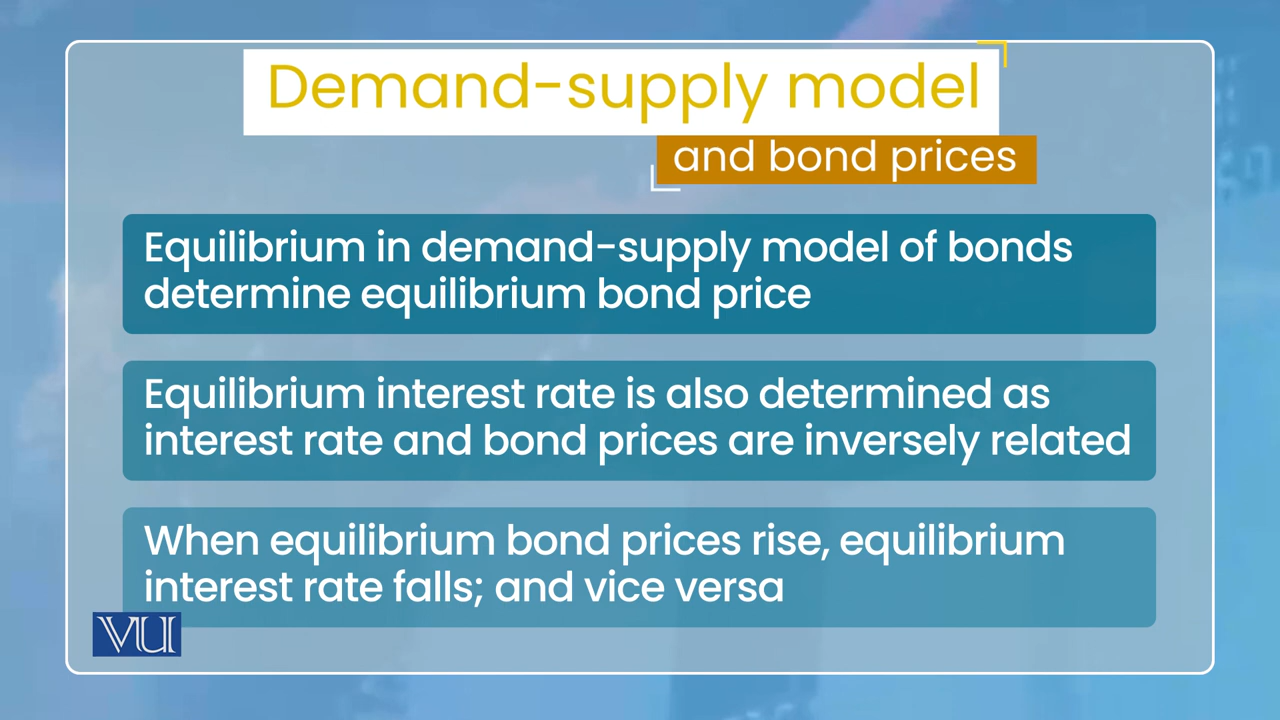 Demand-supply model
and bond prices
Equilibrium in demand-supply model of bonds
determine equilibrium bond price
Equilibrium interest rate is also determined as
interest rate and bond prices are inversely related
When equilibrium bond prices rise, equilibrium
interest rate falls; and vice versa
VU